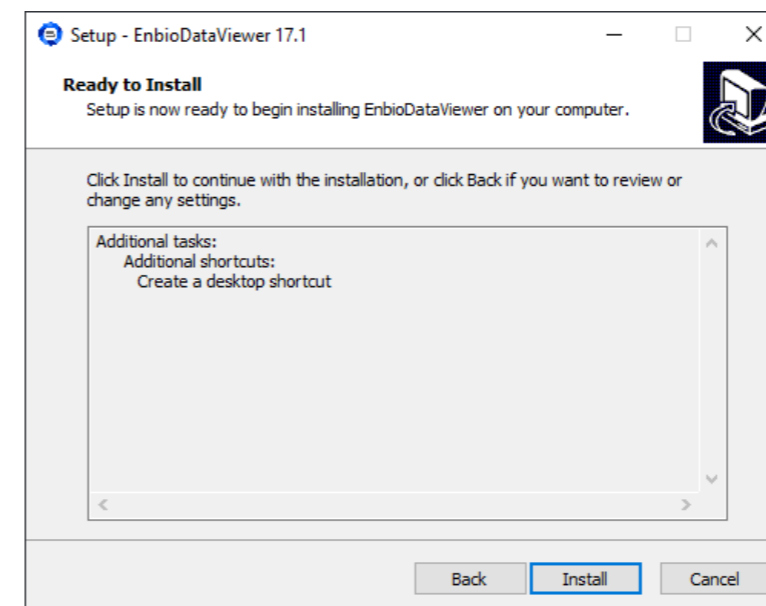 Setup - EnbioDataViewer 17.1
Ready to Install
Setup is now ready to begin installing EnbioDataViewer on your computer.
Click Install to continue with the installation, or click Back if you want to review or
change any settings.
Additional tasks:
Additional shortcuts:
Create a desktop shortcut
Back Install Cancel